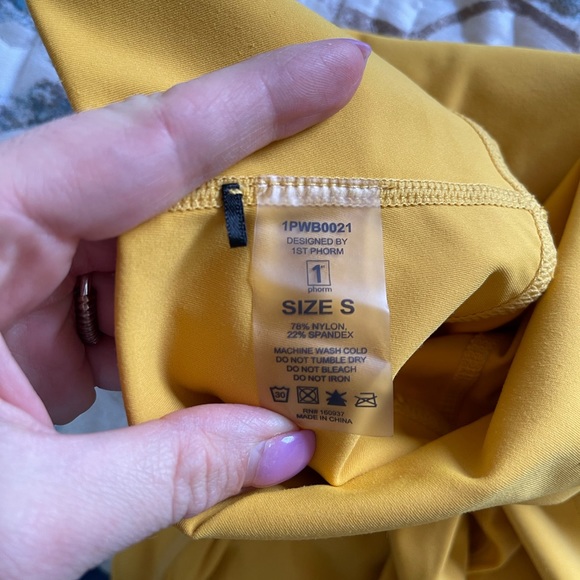 1PWB0021
DESIGNED BY
1ST PHORM
1st
phorm
SIZE S
78% NYLON,
22% SPANDEX
MACHINE WASH COLD
DO NOT TUMBLE DRY
DO NOT BLEACH
DO NOT IRON
30
RN# 160937
MADE IN CHINA